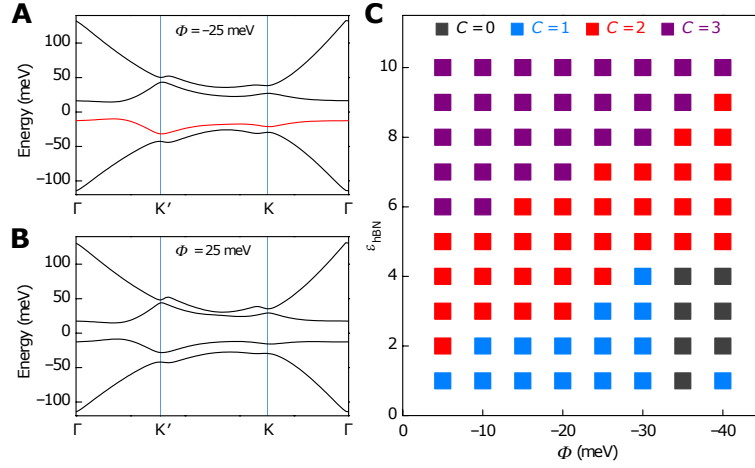 A
Φ = –25 meV
Energy (meV)
100
50
0
–50
–100
Γ
K′
K
Γ
B
Φ = 25 meV
Energy (meV)
100
50
0
–50
–100
Γ
K′
K
Γ
C
C = 0
C = 1
C = 2
C = 3
εhBN
10
8
6
4
2
0
0
–10
–20
–30
–40
Φ (meV)